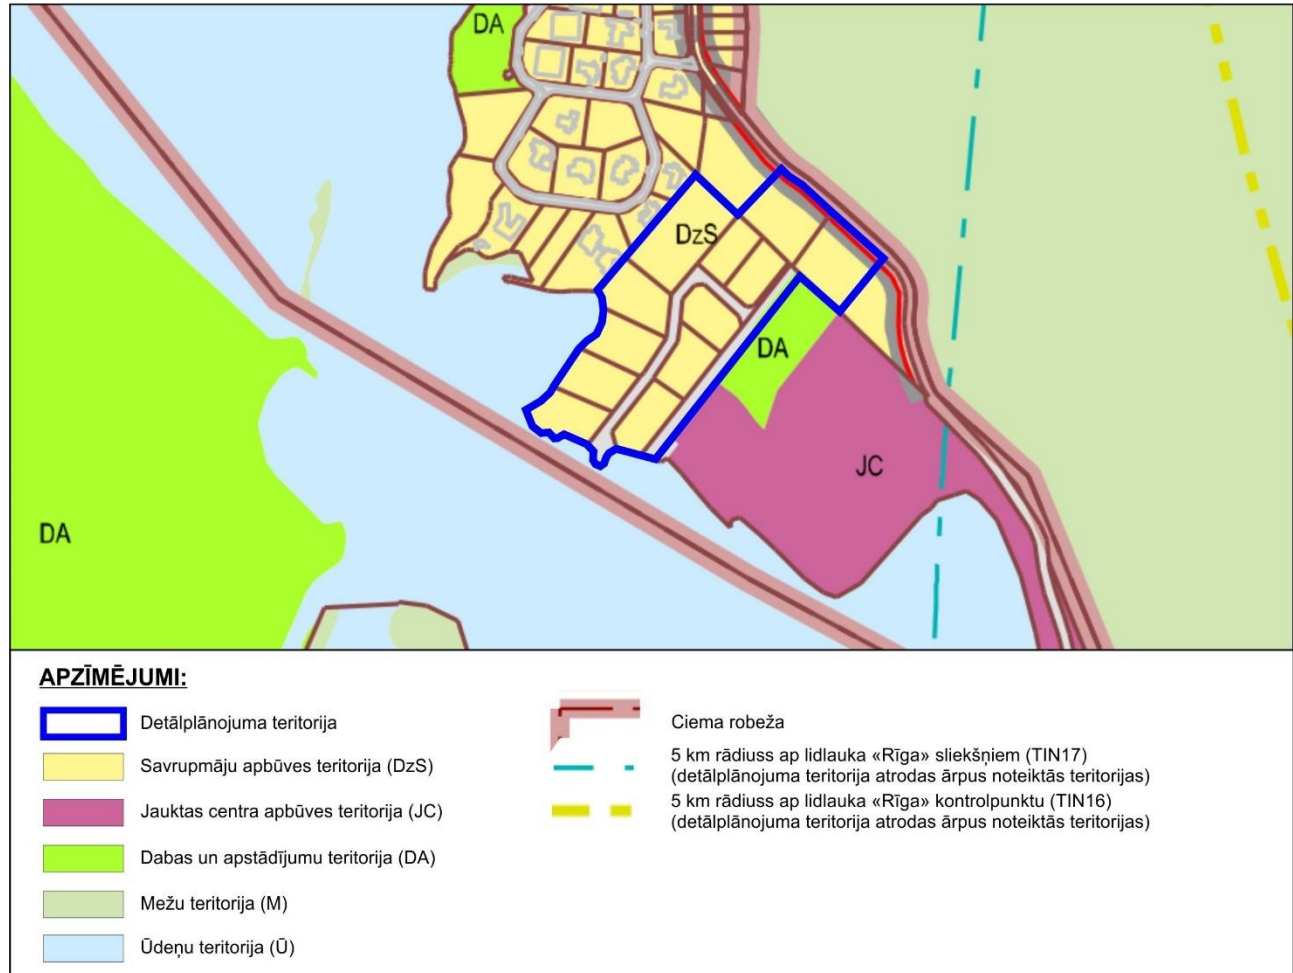 DA
DzS
DA
JC
DA
APZĪMĒJUMI:
Detālplānojuma teritorija
Savrupmāju apbūves teritorija (DzS)
Jauktas centra apbūves teritorija (JC)
Dabas un apstādījumu teritorija (DA)
Mežu teritorija (M)
Ūdeņu teritorija (Ū)
Ciema robeža
5 km rādiuss ap lidlauka «Rīga» sliekšņiem (TIN17)
(detālplānojuma teritorija atrodas ārpus noteiktās teritorijas)
5 km rādiuss ap lidlauka «Rīga» kontrolpunktu (TIN16)
(detālplānojuma teritorija atrodas ārpus noteiktās teritorijas)